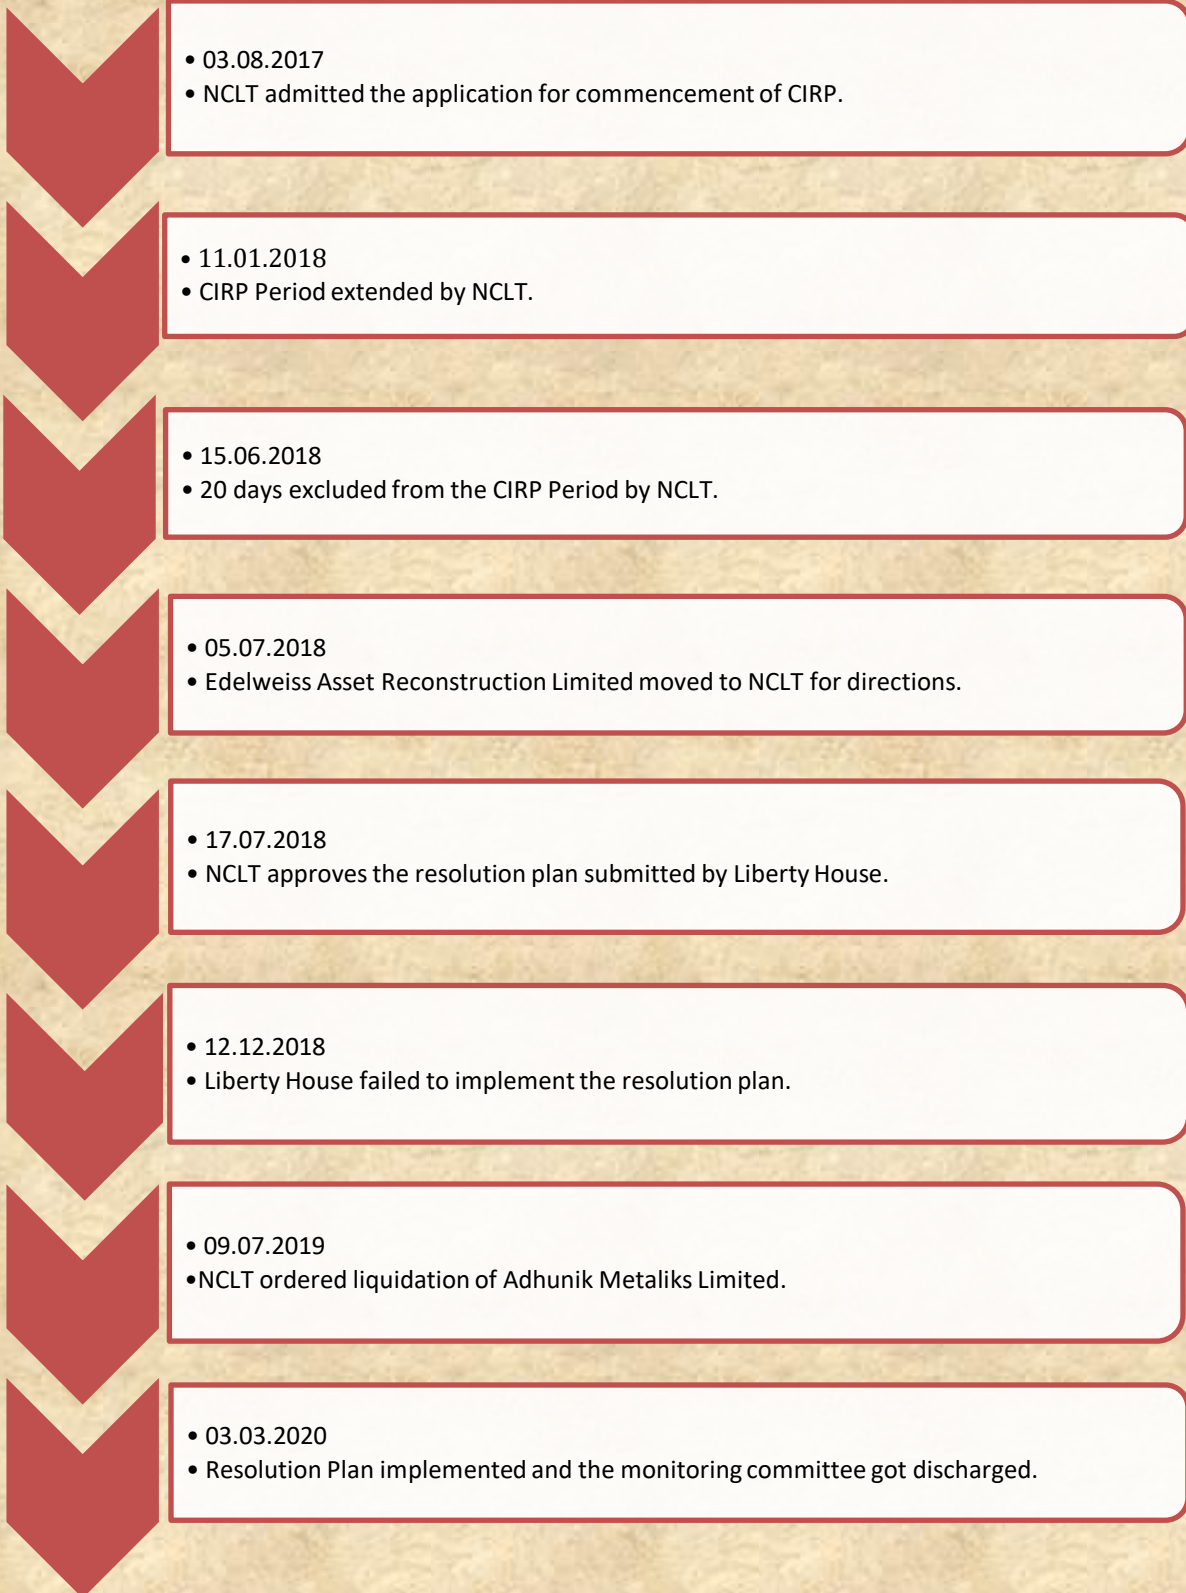 • 03.08.2017
• NCLT admitted the application for commencement of CIRP.
• 11.01.2018
• CIRP Period extended by NCLT.
• 15.06.2018
• 20 days excluded from the CIRP Period by NCLT.
• 05.07.2018
• Edelweiss Asset Reconstruction Limited moved to NCLT for directions.
• 17.07.2018
• NCLT approves the resolution plan submitted by Liberty House.
• 12.12.2018
• Liberty House failed to implement the resolution plan.
• 09.07.2019
•NCLT ordered liquidation of Adhunik Metaliks Limited.
• 03.03.2020
• Resolution Plan implemented and the monitoring committee got discharged.